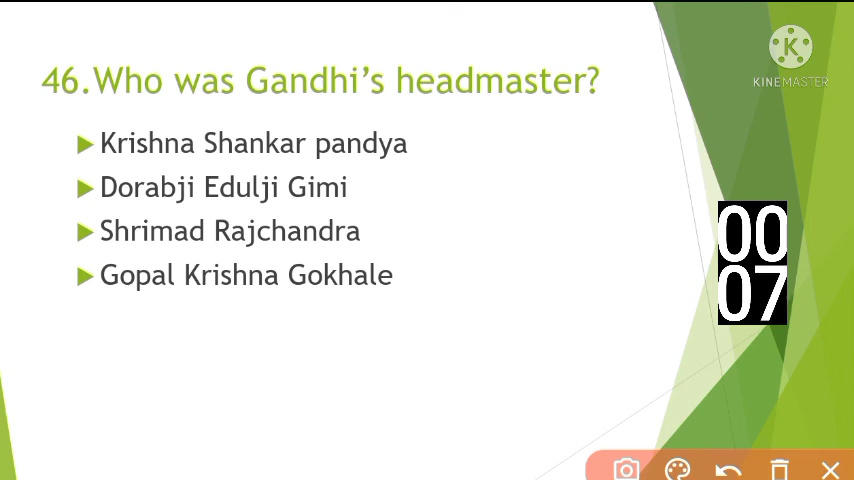 46.Who was Gandhi's headmaster?
Krishna Shankar pandya
Dorabji Edulji Gimi
Shrimad Rajchandra
Gopal Krishna Gokhale
K
KINEMASTER
00
07